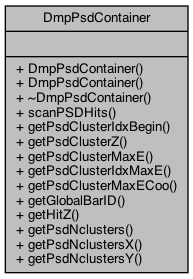 DmpPsdContainer
+ DmpPsdContainer()
+ DmpPsdContainer()
+ ~DmpPsdContainer()
+ scanPSDHits()
+ getPsdClusterIdxBegin()
+ getPsdClusterZ()
+ getPsdClusterMaxE()
+ getPsdClusterIdxMaxE()
+ getPsdClusterMaxECoo()
+ getGlobalBarID()
+ getHitZ()
+ getPsdNclusters()
+ getPsdNclustersX()
+ getPsdNclustersY()